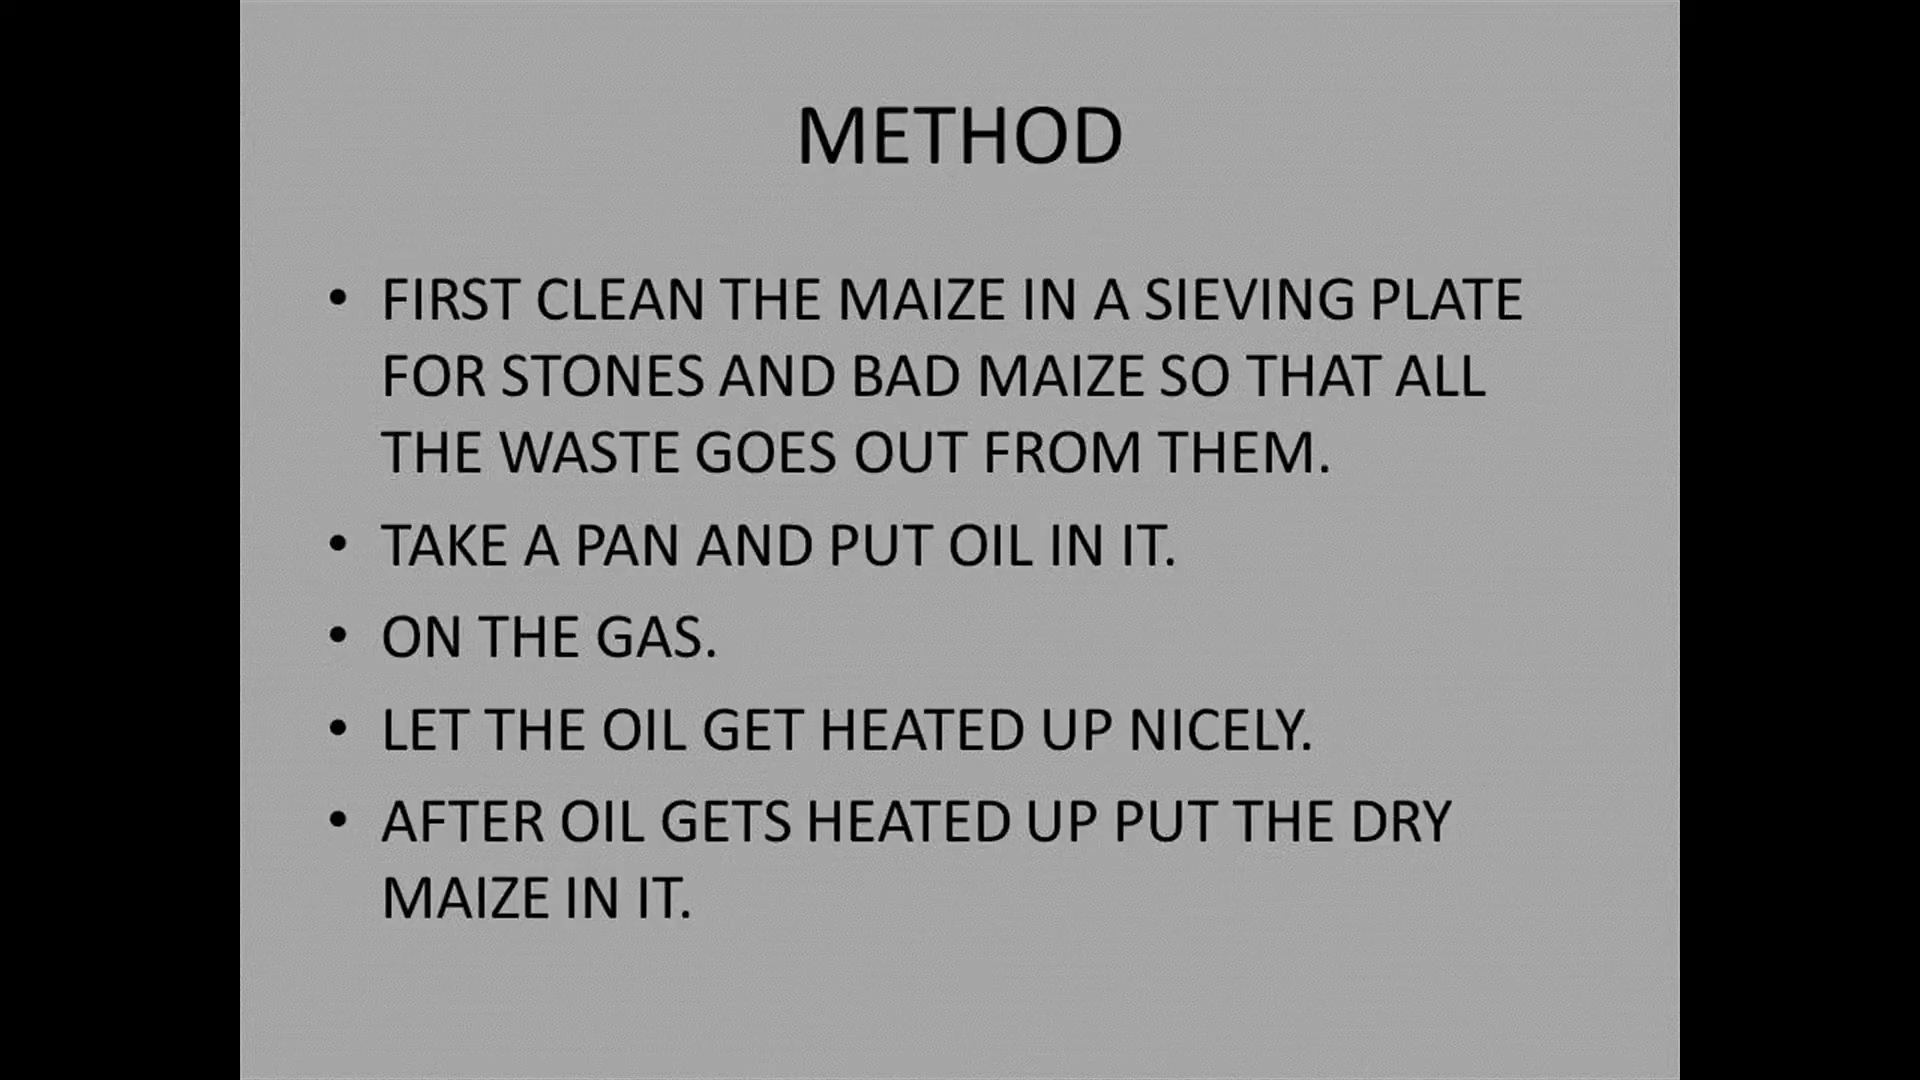 METHOD
• FIRST CLEAN THE MAIZE IN A SIEVING PLATE
FOR STONES AND BAD MAIZE SO THAT ALL
THE WASTE GOES OUT FROM THEM.
• TAKE A PAN AND PUT OIL IN IT.
• ON THE GAS.
• LET THE OIL GET HEATED UP NICELY.
• AFTER OIL GETS HEATED UP PUT THE DRY
MAIZE IN IT.